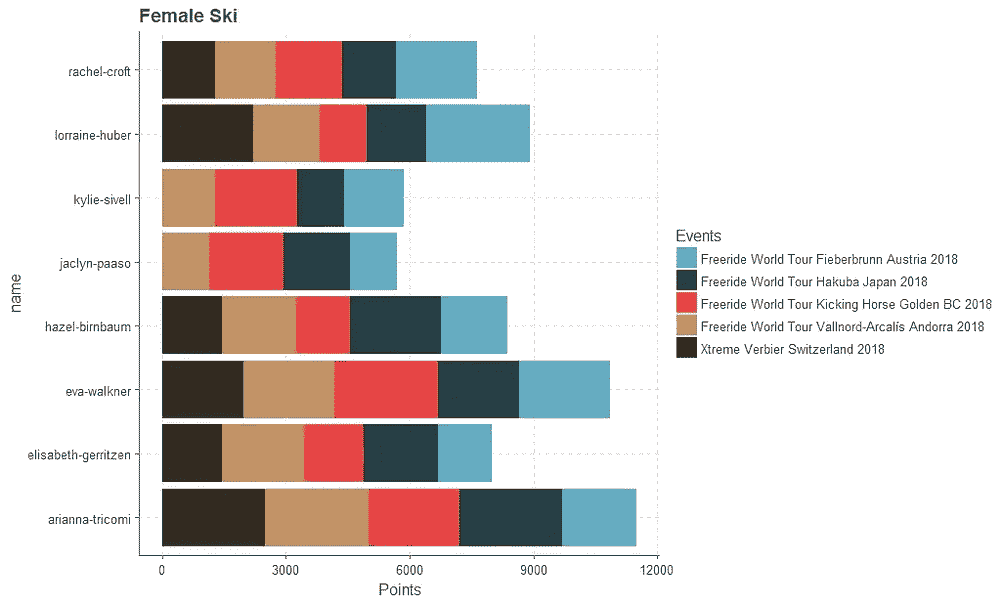 Female Ski
name
rachel-croft
lorraine-huber
kylie-sivell
jaclyn-paaso
hazel-birnbaum
eva-walkner
elisabeth-gerritzen
arianna-tricomi
0 3000 6000 9000 12000
Points
Events
Freeride World Tour Fieberbrunn Austria 2018
Freeride World Tour Hakuba Japan 2018
Freeride World Tour Kicking Horse Golden BC 2018
Freeride World Tour Vallnord-Arcalís Andorra 2018
Xtreme Verbier Switzerland 2018